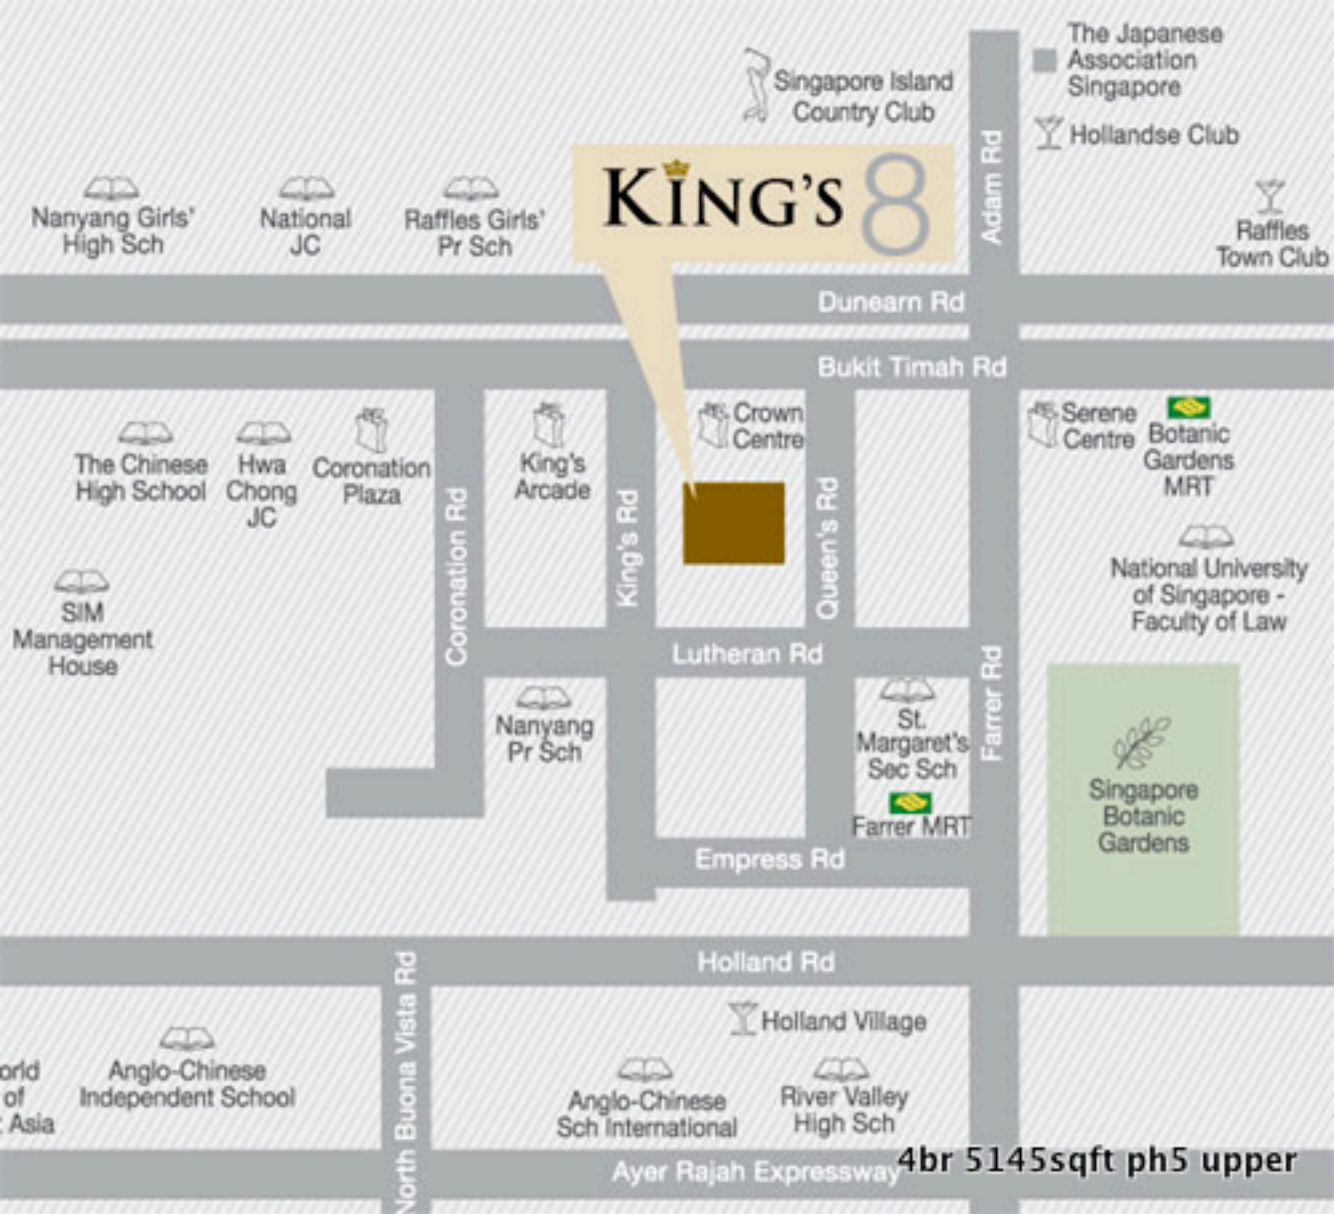 The Japanese
Association
Singapore
Singapore Island
Country Club
Hollandse Club
Adam Rd
KING'S 8
Nanyang Girls'
High Sch
National
JC
Raffles Girls'
Pr Sch
Raffles
Town Club
Dunearn Rd
Bukit Timah Rd
The Chinese
High School
Hwa
Chong
JC
Coronation
Plaza
Coronation Rd
King's
Arcade
King's Rd
Crown
Centre
Queen's Rd
Serene
Centre
Botanic
Gardens
MRT
National University
of Singapore -
Faculty of Law
SIM
Management
House
Lutheran Rd
Farrer Rd
Nanyang
Pr Sch
St.
Margaret's
Sec Sch
Farrer MRT
Singapore
Botanic
Gardens
Empress Rd
Holland Rd
North Buona Vista Rd
Holland Village
of
Asia
Anglo-Chinese
Independent School
Anglo-Chinese
Sch International
River Valley
High Sch
Ayer Rajah Expressway
4br 5145sqft ph5 upper